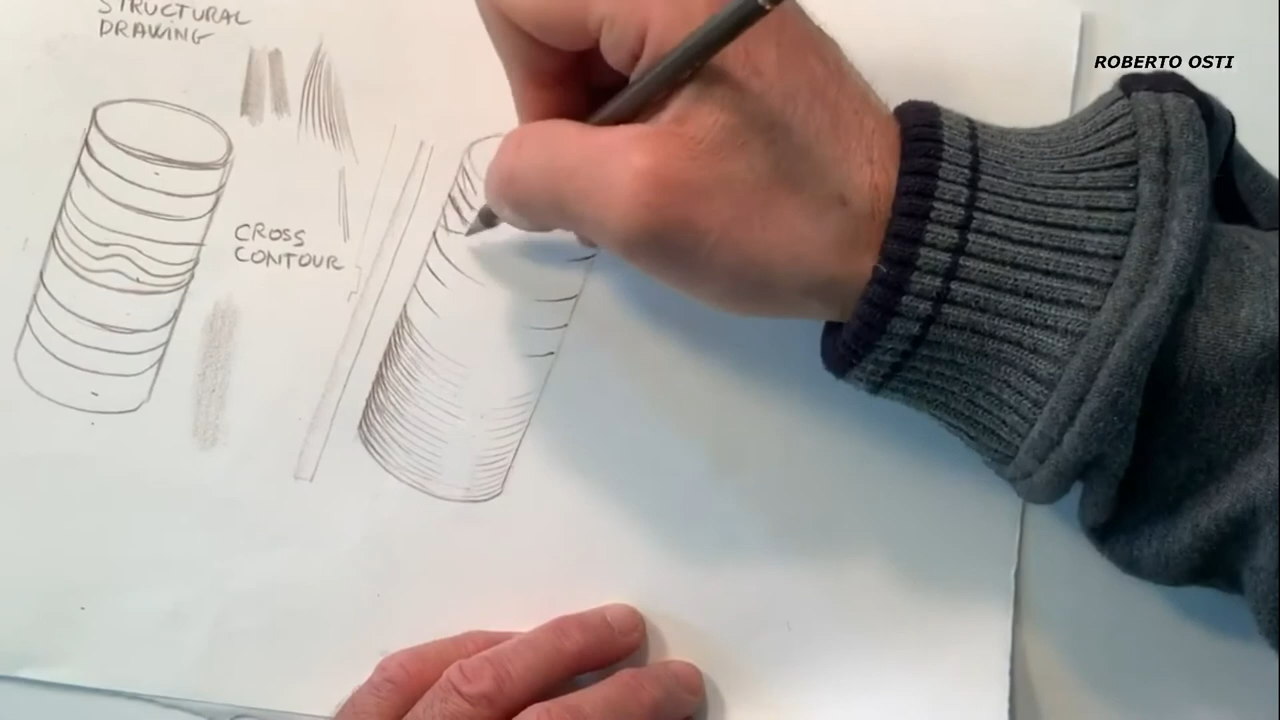 STRUCTURAL
DRAWING
ROBERTO OSTI
CROSS
CONTOUR